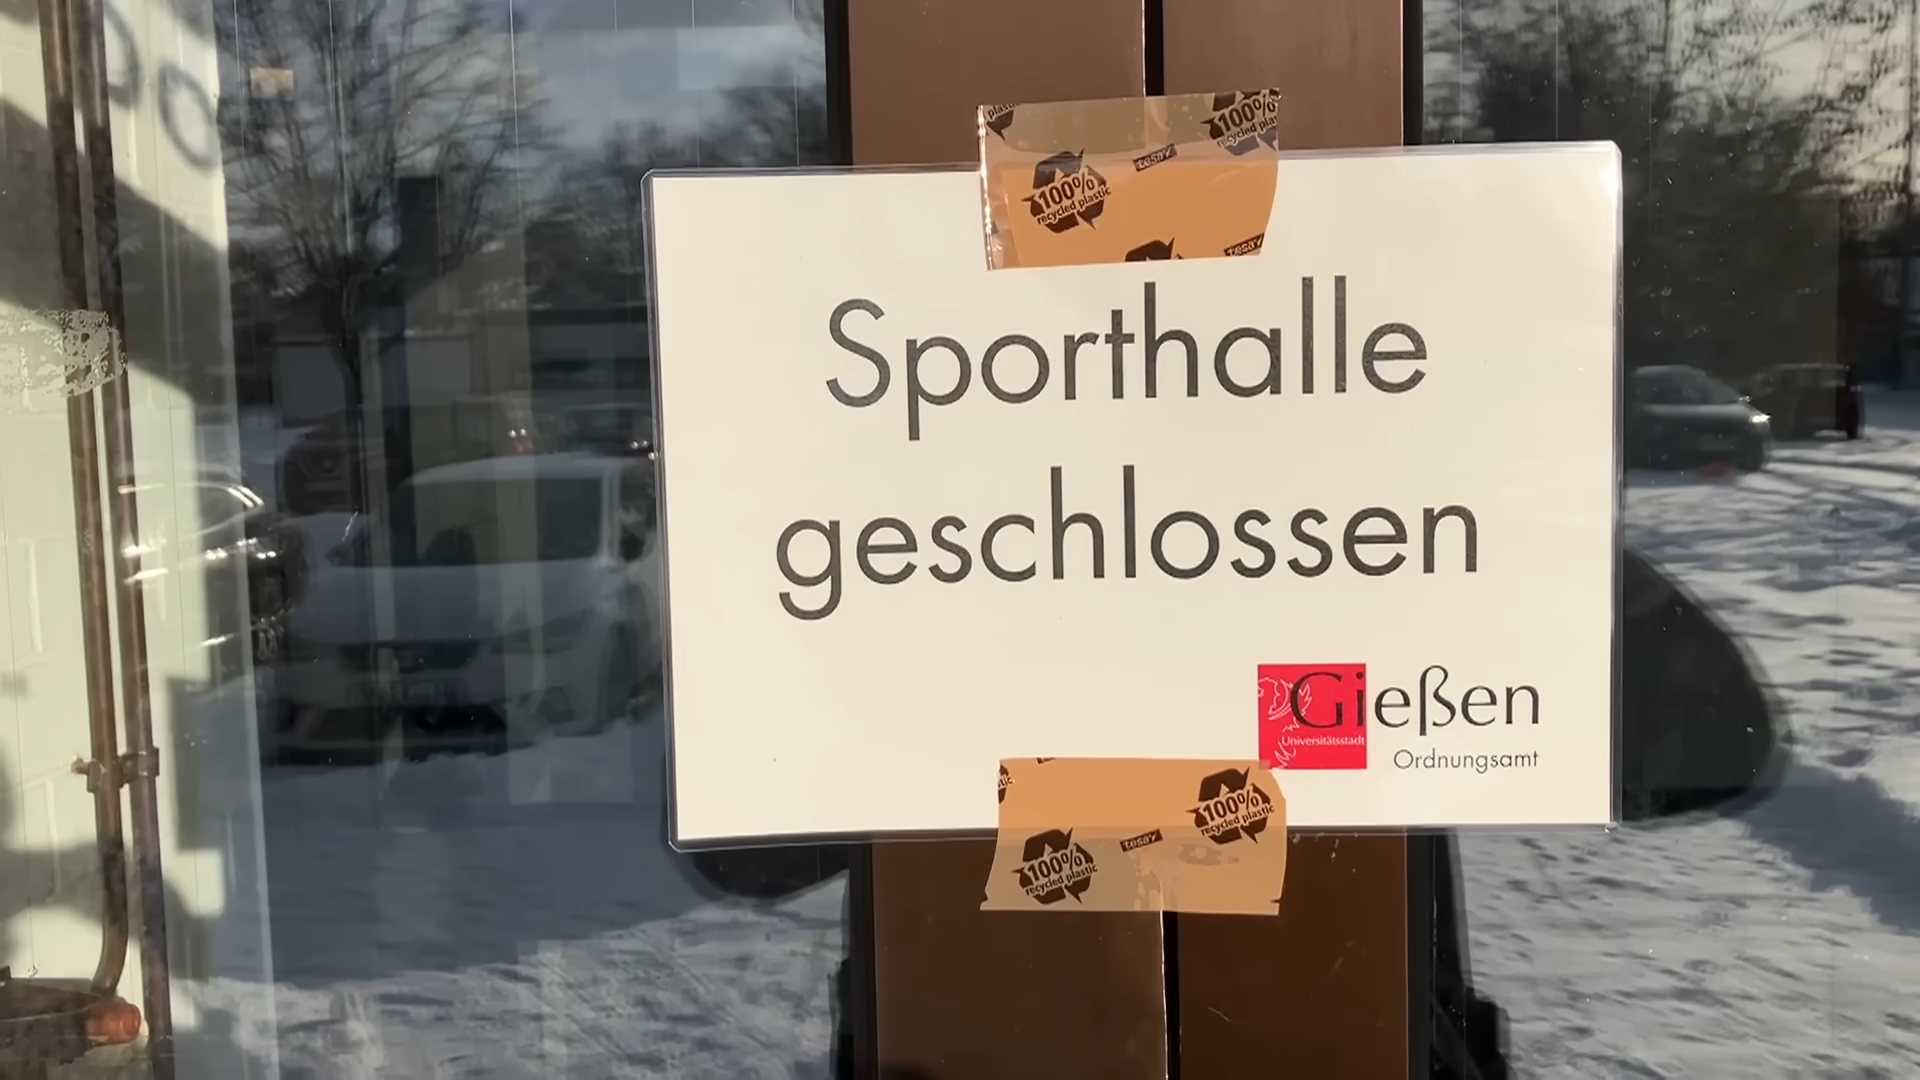 plastic
100%
recycled plas
tesa
100%
recycled plastic
tesa
Sporthalle
geschlossen
Gießen
Universitätsstadt
Ordnungsamt
100%
recycled plastic
tesa
100%
recycled plastic